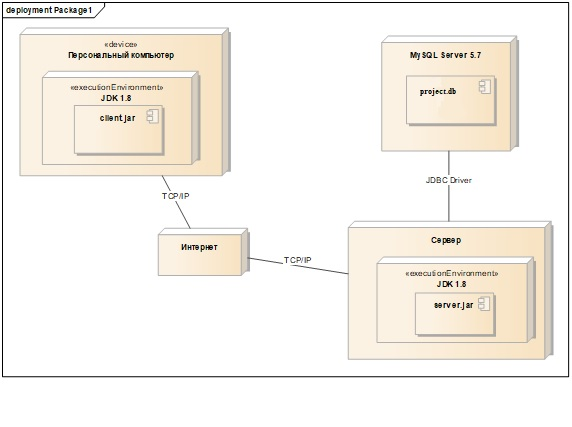 deployment Package1
«device»
Персональный компьютер
«executionEnvironment»
JDK 1.8
client.jar
MySQL Server 5.7
project.db
TCP/IP
JDBC Driver
Интернет
TCP/IP
Сервер
«executionEnvironment»
JDK 1.8
server.jar